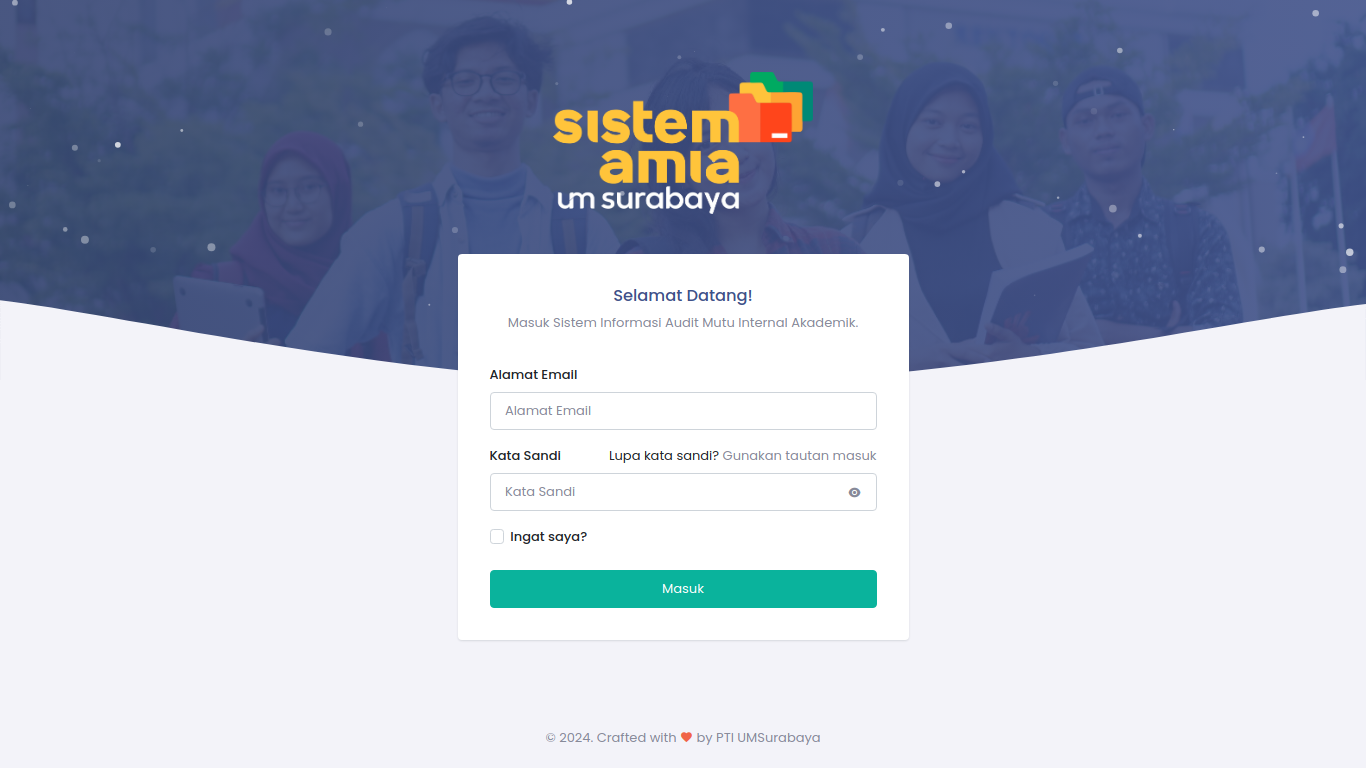 sistem
amia
um surabaya
Selamat Datang!
Masuk Sistem Informasi Audit Mutu Internal Akademik.
Alamat Email
Alamat Email
Kata Sandi Lupa kata sandi? Gunakan tautan masuk
Kata Sandi
Ingat saya?
Masuk
© 2024. Crafted with by PTI UMSurabaya